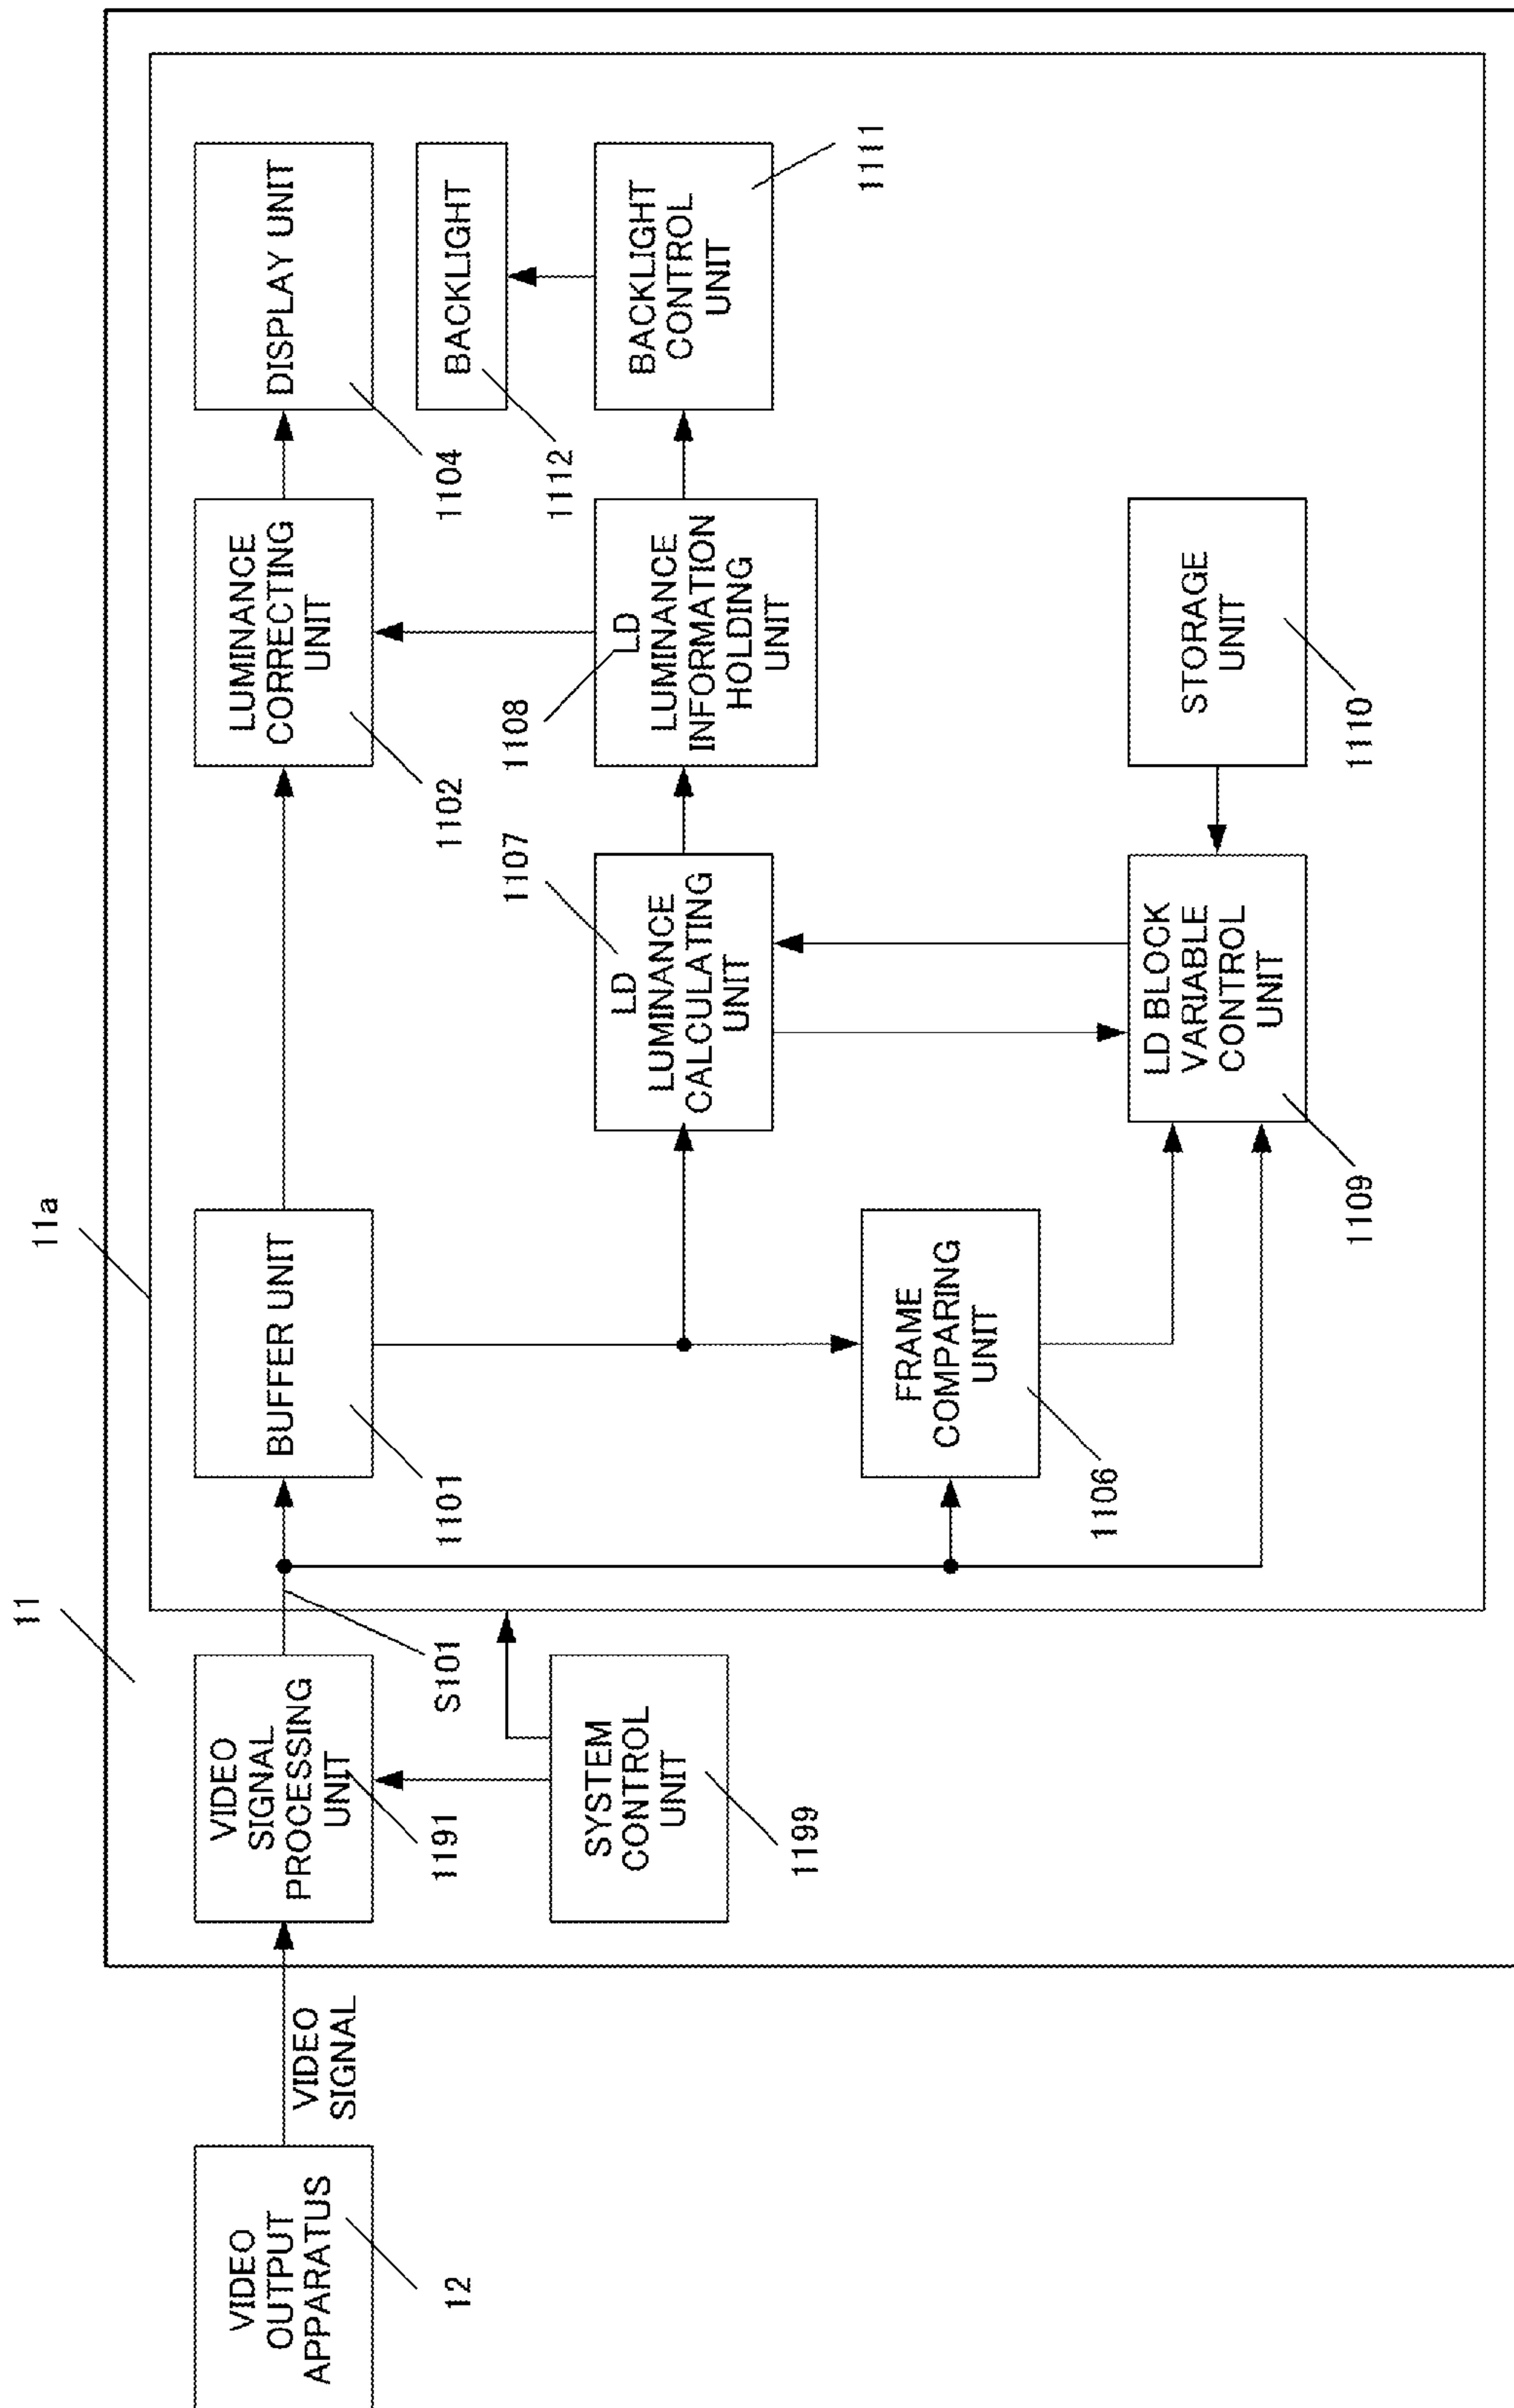 11
11a
VIDEO
OUTPUT
APPARATUS
12
VIDEO
SIGNAL
VIDEO
SIGNAL
PROCESSING
UNIT
1191
S101
SYSTEM
CONTROL
UNIT
1199
BUFFER UNIT
1101
LUMINANCE
CORRECTING
UNIT
1102
DISPLAY UNIT
1104
BACKLIGHT
1112
LD
LUMINANCE
CALCULATING
UNIT
1107
LD
LUMINANCE
INFORMATION
HOLDING
UNIT
1108
BACKLIGHT
CONTROL
UNIT
1111
FRAME
COMPARING
UNIT
1106
LD BLOCK
VARIABLE
CONTROL
UNIT
1109
STORAGE
UNIT
1110